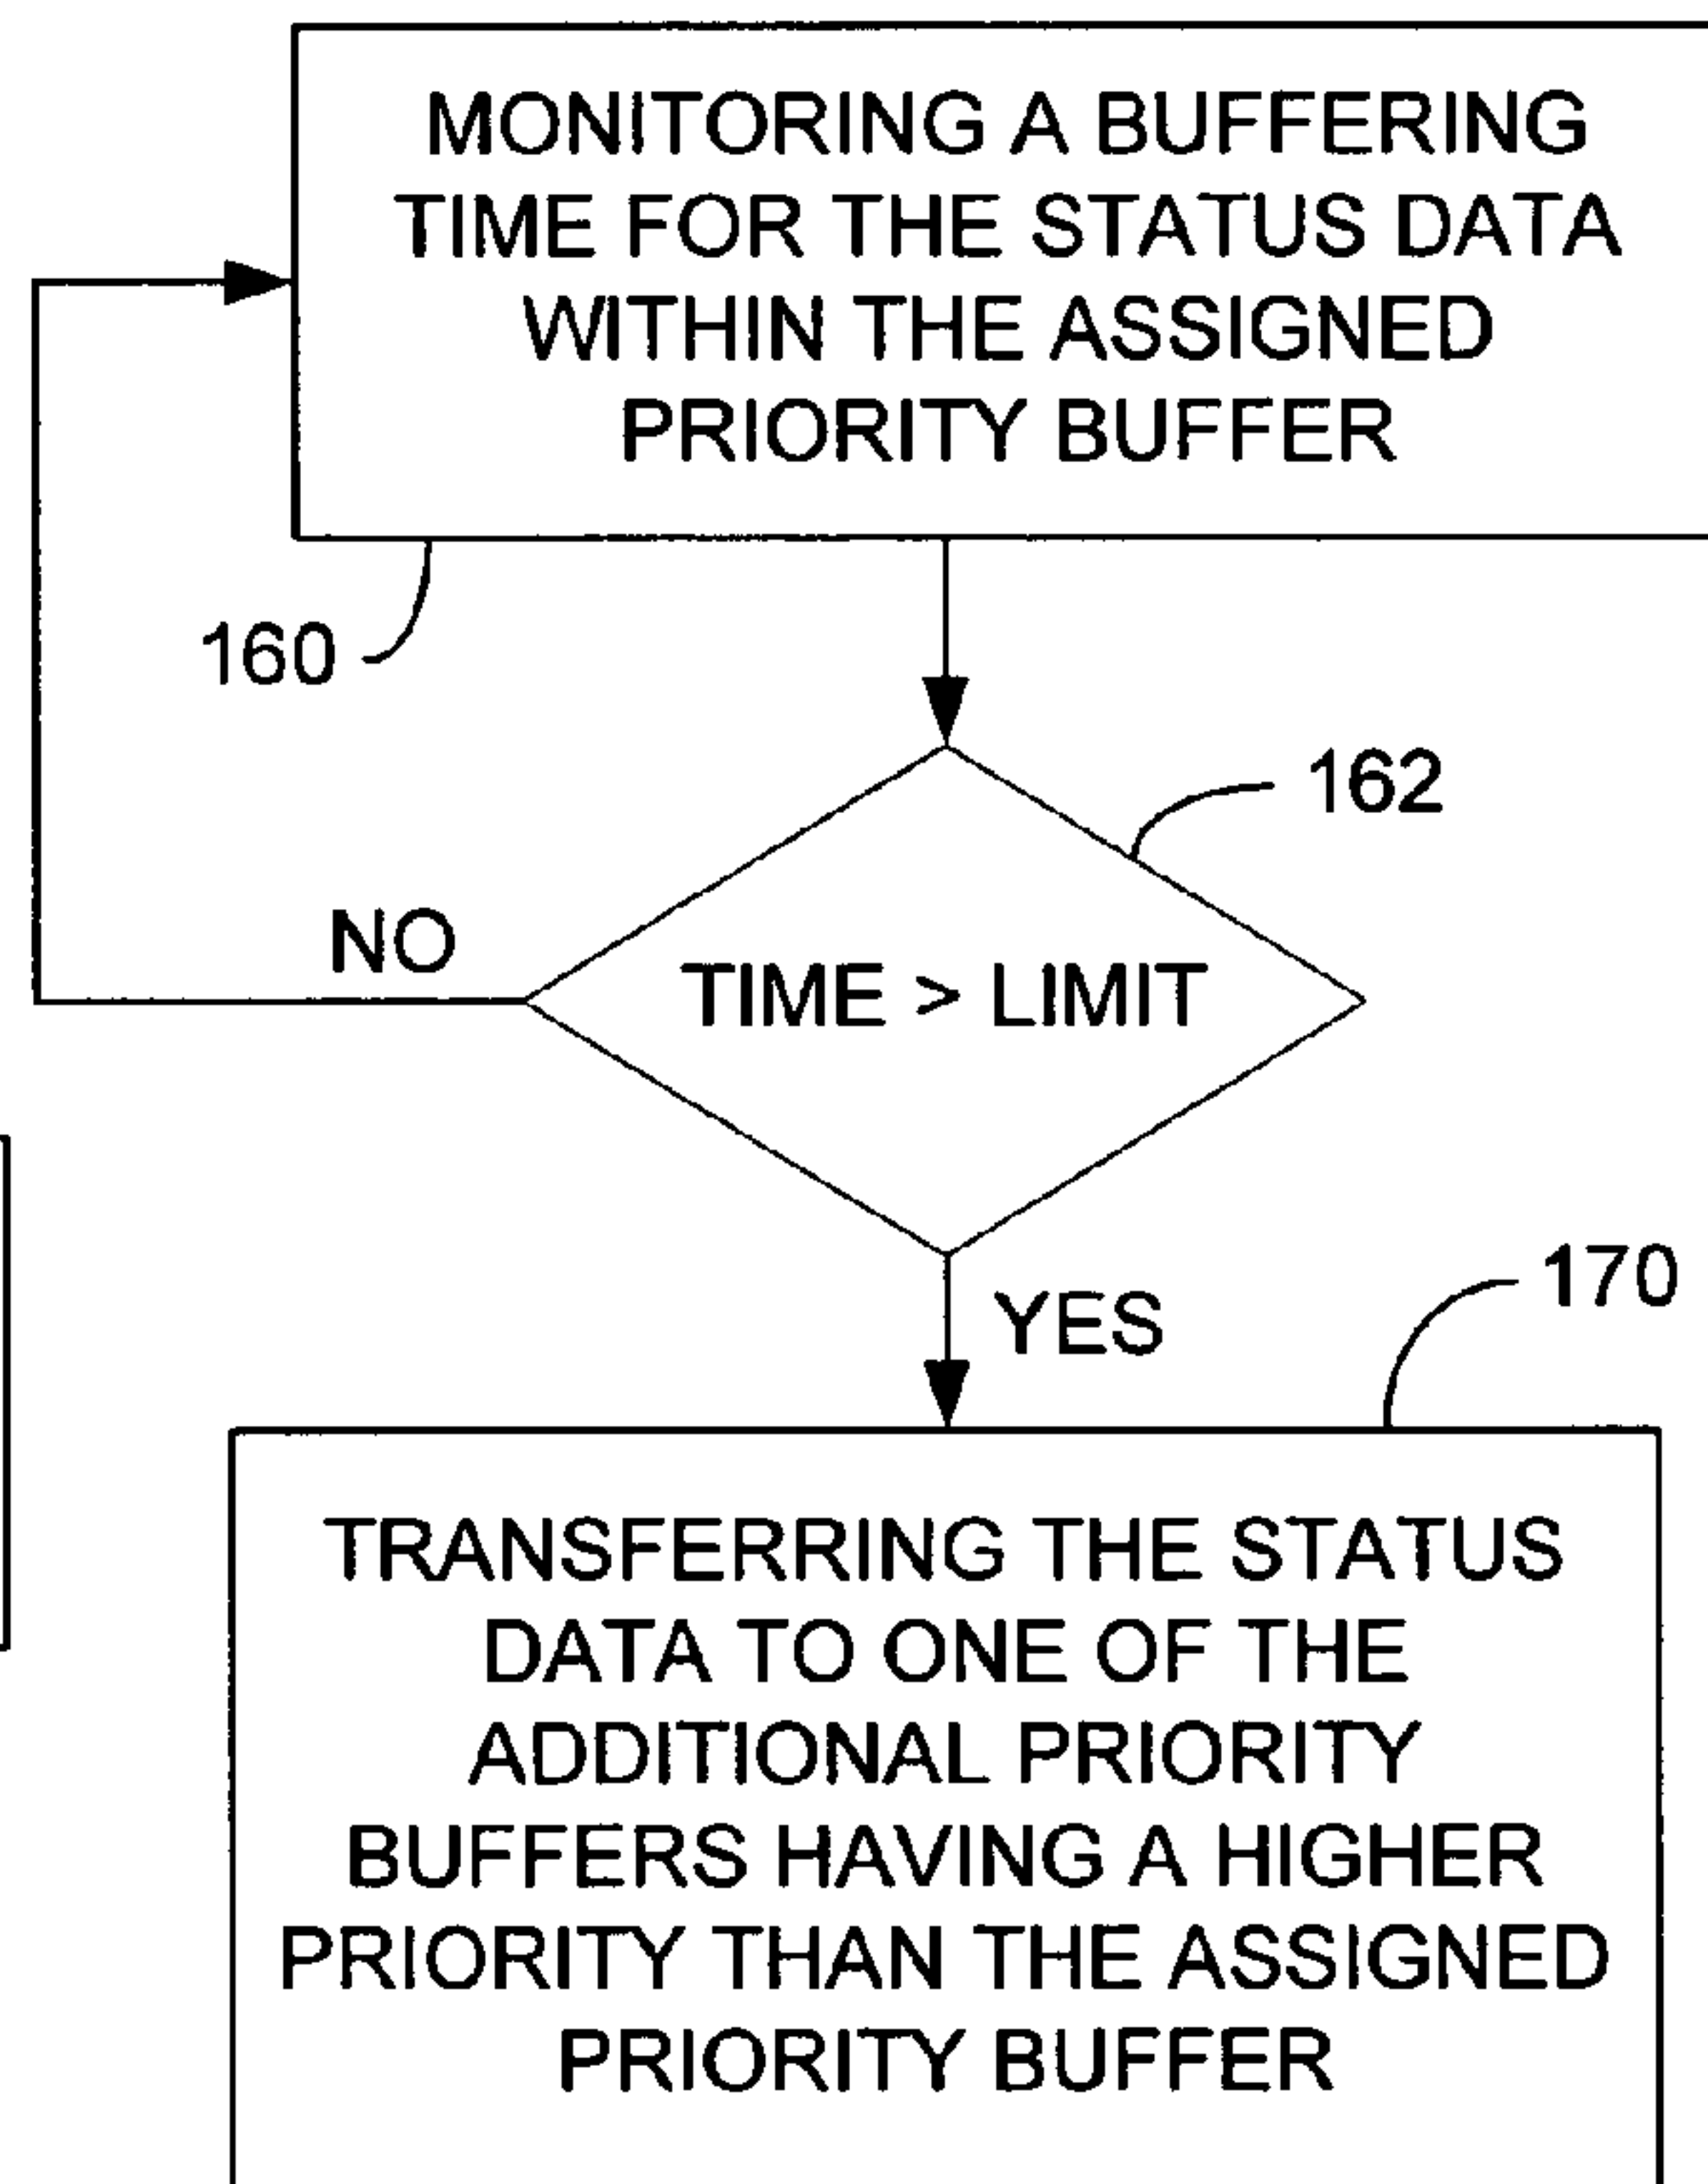 MONITORING A BUFFERING
TIME FOR THE STATUS DATA
WITHIN THE ASSIGNED
PRIORITY BUFFER
160
162
NO
TIME > LIMIT
YES
170
TRANSFERRING THE STATUS
DATA TO ONE OF THE
ADDITIONAL PRIORITY
BUFFERS HAVING A HIGHER
PRIORITY THAN THE ASSIGNED
PRIORITY BUFFER